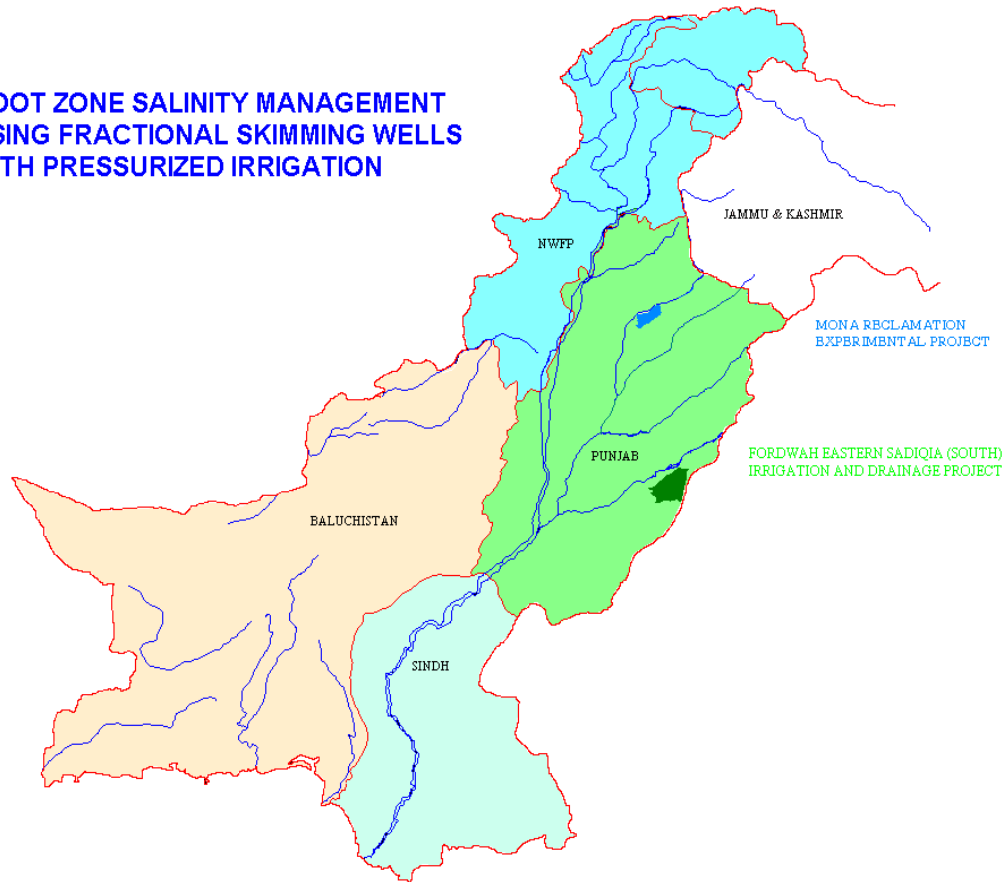 OOT ZONE SALINITY MANAGEMENT
SING FRACTIONAL SKIMMING WELLS
TH PRESSURIZED IRRIGATION
JAMMU & KASHMIR
NWFP
MONA RECLAMATION
EXPERIMENTAL PROJECT
PUNJAB
FORDWAH EASTERN SADIQIA (SOUTH)
IRRIGATION AND DRAINAGE PROJECT
BALUCHISTAN
SINDH